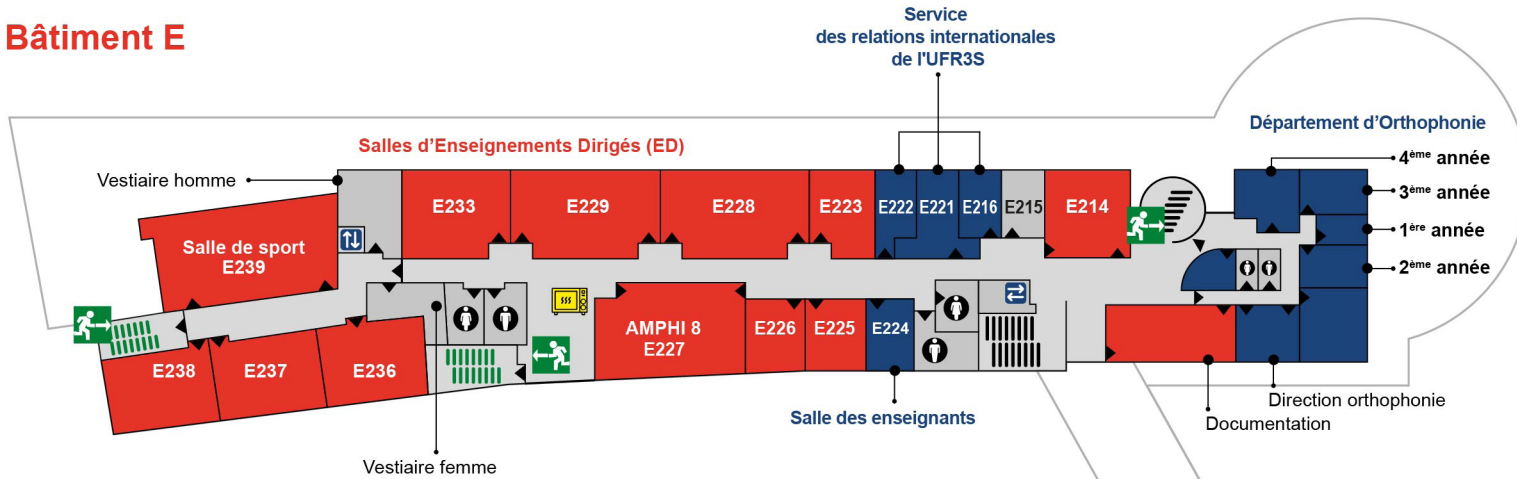 Bâtiment E
Service
des relations internationales
de l'UFR3S
Département d'Orthophonie
Salles d'Enseignements Dirigés (ED)
4ème année
Vestiaire homme
3ème année
E233
E229
E228
E223
E222
E221
E216
E215
E214
1ère année
Salle de sport
E239
2ème année
AMPHI 8
E227
E226
E225
E224
E238
E237
E236
Direction orthophonie
Salle des enseignants
Documentation
Vestiaire femme